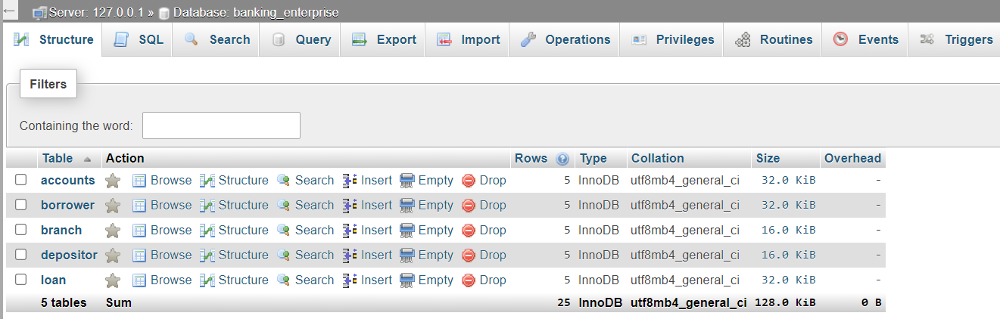 ← Server: 127.0.0.1 » Database: banking_enterprise
Structure SQL Search Query Export Import Operations Privileges Routines Events Triggers
Filters
Containing the word:
Table Action Rows Type Collation Size Overhead
accounts Browse Structure Search Insert Empty Drop 5 InnoDB utf8mb4_general_ci 32.0 KiB -
borrower Browse Structure Search Insert Empty Drop 5 InnoDB utf8mb4_general_ci 32.0 KiB -
branch Browse Structure Search Insert Empty Drop 5 InnoDB utf8mb4_general_ci 16.0 KiB -
depositor Browse Structure Search Insert Empty Drop 5 InnoDB utf8mb4_general_ci 16.0 KiB -
loan Browse Structure Search Insert Empty Drop 5 InnoDB utf8mb4_general_ci 32.0 KiB -
5 tables Sum 25 InnoDB utf8mb4_general_ci 128.0 KiB 0 B